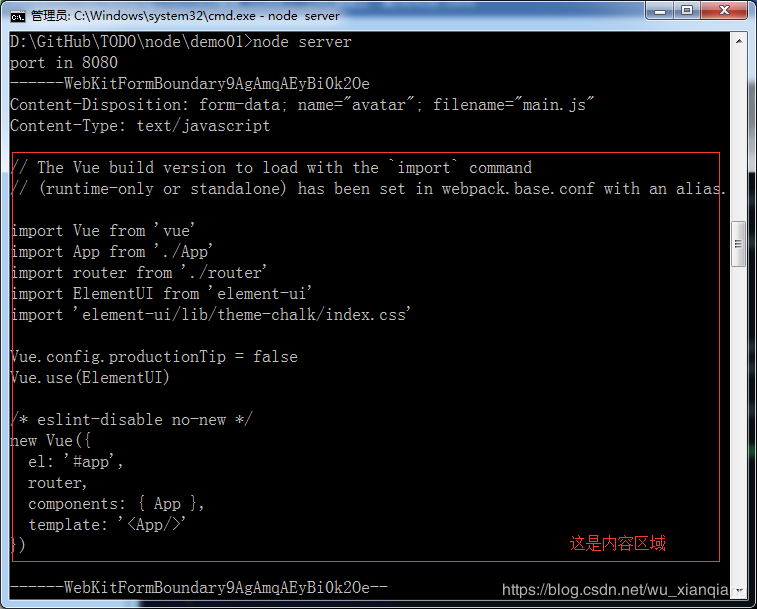 管理员: C:\Windows\system32\cmd.exe - node  server
D:\GitHub\TODO\node\demo01>node server
port in 8080
------WebKitFormBoundary9AgAmqAEyBi0k2Oe
Content-Disposition: form-data; name="avatar"; filename="main.js"
Content-Type: text/javascript
// The Vue build version to load with the `import` command
// (runtime-only or standalone) has been set in webpack.base.conf with an alias.
import Vue from 'vue'
import App from './App'
import router from './router'
import ElementUI from 'element-ui'
import 'element-ui/lib/theme-chalk/index.css'
Vue.config.productionTip = false
Vue.use(ElementUI)
/* eslint-disable no-new */
new Vue({
  el: '#app',
  router,
  components: { App },
  template: '<App/>'
})
这是内容区域
------WebKitFormBoundary9AgAmqAEyBi0k2Oe--
https://blog.csdn.net/wu_xianqiang